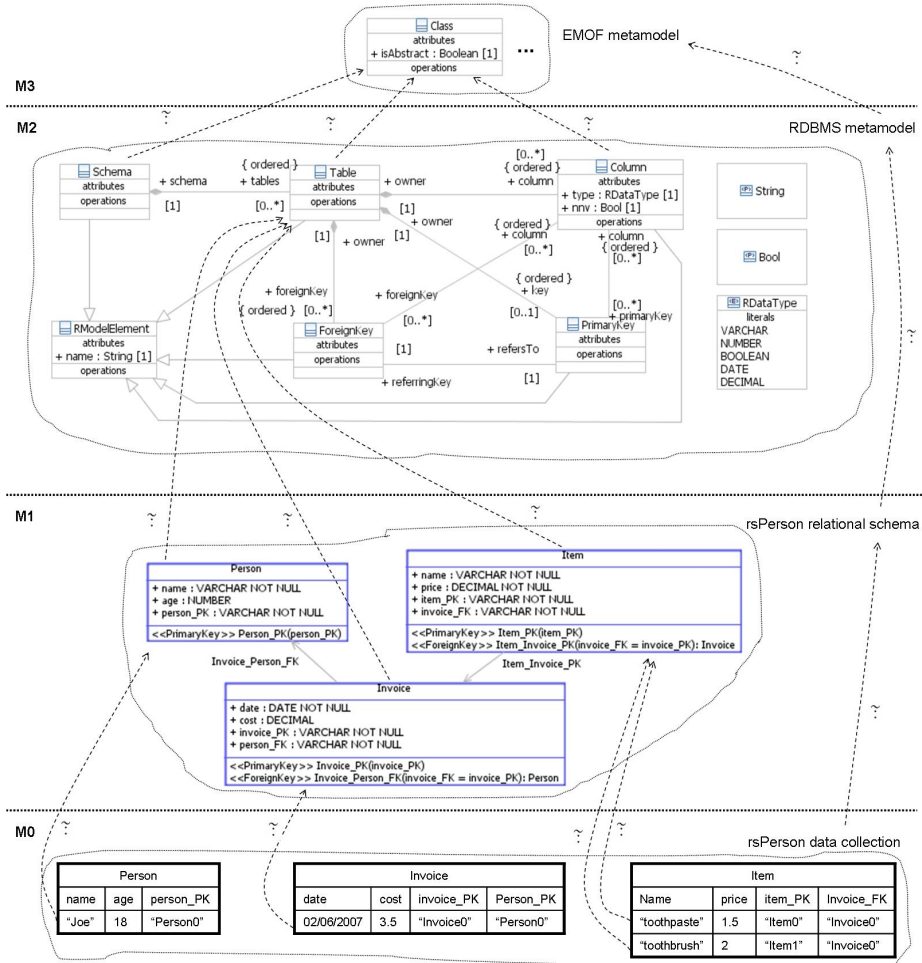 Class
attributes
+ isAbstract : Boolean [1]
operations
...
EMOF metamodel
M3
M2
RDBMS metamodel
Schema
attributes
operations
+ schema
[1]
{ ordered }
+ tables
[0..*]
Table
attributes
operations
+ owner
[1]
[0..*]
{ ordered }
+ column
Column
attributes
+ type : RDataType [1]
+ nnv : Bool [1]
operations
String
Bool
RDataType
literals
VARCHAR
NUMBER
BOOLEAN
DATE
DECIMAL
[1]
+ owner
+ owner
[1]
{ ordered }
+ column
[0..*]
+ column
{ ordered }
[0..*]
+ foreignKey
{ ordered }
[0..*]
+ foreignKey
[0..*]
{ ordered }
+ key
[0..1]
[0..*]
+ primaryKey
RModelElement
attributes
+ name : String [1]
operations
ForeignKey
attributes
operations
[1]
+ referringKey
+ refersTo
[1]
PrimaryKey
attributes
operations
M1
rsPerson relational schema
Person
+ name : VARCHAR NOT NULL
+ age : NUMBER
+ person_PK : VARCHAR NOT NULL
<<PrimaryKey>> Person_PK(person_PK)
Item
+ name : VARCHAR NOT NULL
+ price : DECIMAL NOT NULL
+ item_PK : VARCHAR NOT NULL
+ invoice_FK : VARCHAR NOT NULL
<<PrimaryKey>> Item_PK(item_PK)
<<ForeignKey>> Item_Invoice_PK(invoice_FK = invoice_PK): Invoice
Invoice_Person_FK
Item_Invoice_PK
Invoice
+ date : DATE NOT NULL
+ cost : DECIMAL
+ invoice_PK : VARCHAR NOT NULL
+ person_FK : VARCHAR NOT NULL
<<PrimaryKey>> Invoice_PK(invoice_PK)
<<ForeignKey>> Invoice_Person_FK(invoice_FK = invoice_PK): Person
M0
rsPerson data collection
Person
name age person_PK
“Joe” 18 “Person0”
Invoice
date cost invoice_PK Person_PK
02/06/2007 3.5 “Invoice0” “Person0”
Item
Name price item_PK Invoice_FK
“toothpaste” 1.5 “Item0” “Invoice0”
“toothbrush” 2 “Item1” “Invoice0”